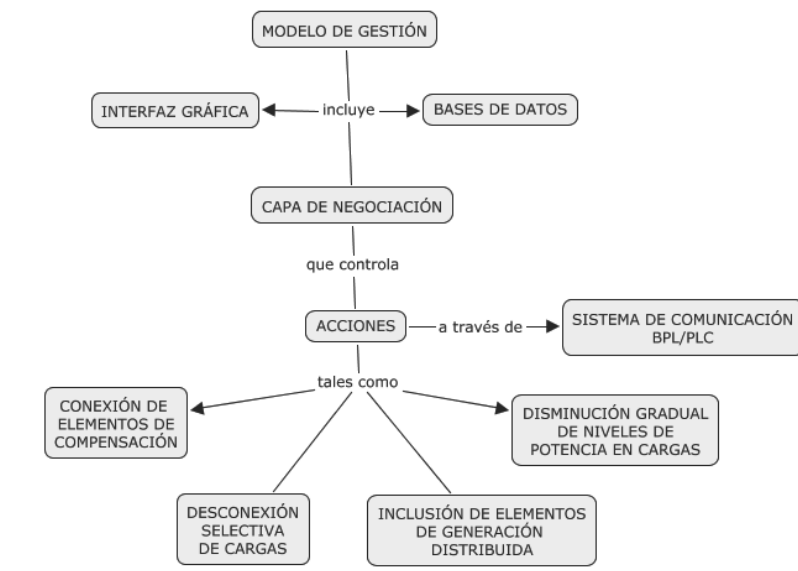 MODELO DE GESTIÓN
INTERFAZ GRÁFICA
incluye
BASES DE DATOS
CAPA DE NEGOCIACIÓN
que controla
ACCIONES
a través de
SISTEMA DE COMUNICACIÓN
BPL/PLC
tales como
CONEXIÓN DE
ELEMENTOS DE
COMPENSACIÓN
DISMINUCIÓN GRADUAL
DE NIVELES DE
POTENCIA EN CARGAS
DESCONEXIÓN
SELECTIVA
DE CARGAS
INCLUSIÓN DE ELEMENTOS
DE GENERACIÓN
DISTRIBUIDA